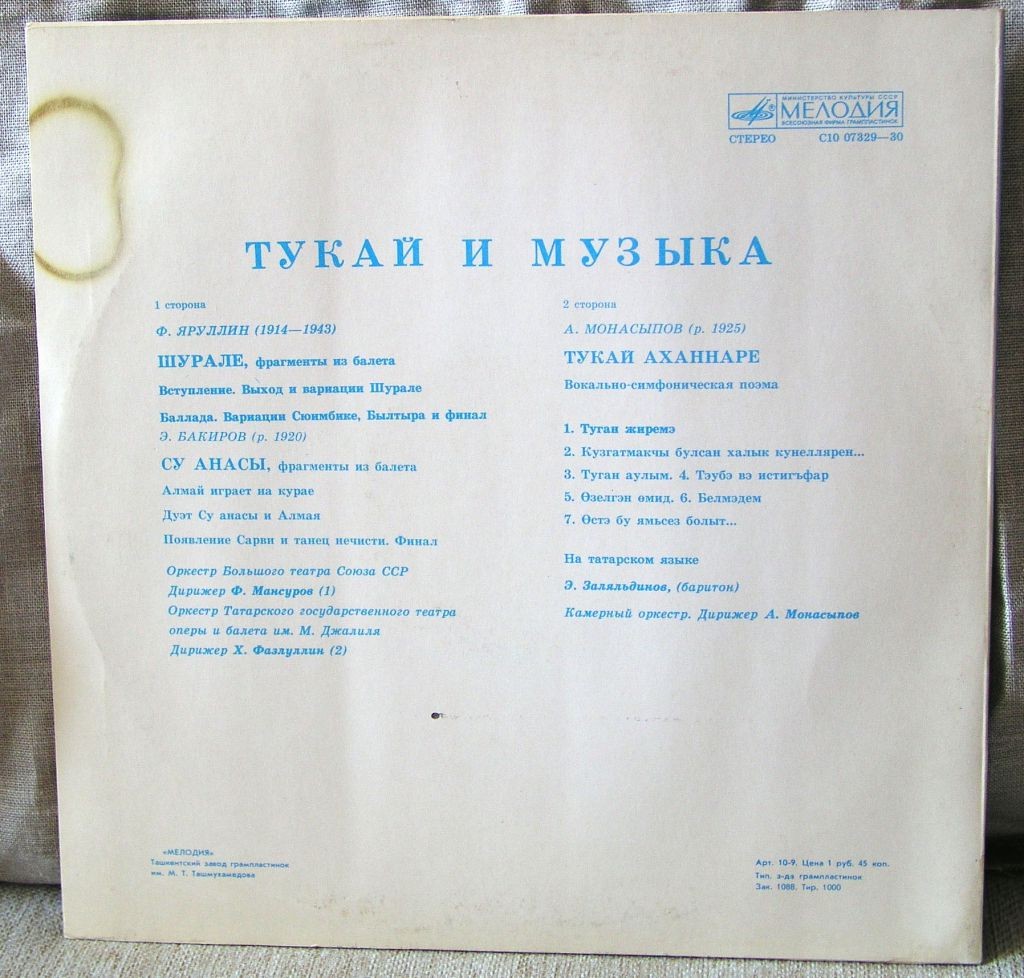 МИНИСТЕРСТВО КУЛЬТУРЫ СССР
МЕЛОДИЯ
ВСЕСОЮЗНАЯ ФИРМА ГРАМПЛАСТИНОК
СТЕРЕО С10 07329—30
ТУКАЙ И МУЗЫКА
1 сторона
Ф. ЯРУЛЛИН (1914—1943)
ШУРАЛЕ, фрагменты из балета
Вступление. Выход и вариации Шурале
Баллада. Вариации Сюимбике, Былтыра и финал
Э. БАКИРОВ (р. 1920)
СУ АНАСЫ, фрагменты из балета
Алмай играет на курае
Дуэт Су анасы и Алмая
Появление Сарви и танец нечисти. Финал
Оркестр Большого театра Союза ССР
Дирижер Ф. Мансуров (1)
Оркестр Татарского государственного театра
оперы и балета им. М. Джалиля
Дирижер Х. Фазлуллин (2)
2 сторона
А. МОНАСЫПОВ (р. 1925)
ТУКАЙ АХАННАРЕ
Вокально-симфоническая поэма
1. Туган жиремэ
2. Кузгатмакчы булсан халык кунеллярен...
3. Туган аулым. 4. Тэубэ вэ истигъфар
5. Өзелгэн өмид. 6. Белмэдем
7. Өстэ бу ямьсез болыт...
На татарском языке
Э. Заляльдинов, (баритон)
Камерный оркестр. Дирижер А. Монасыпов
«МЕЛОДИЯ»
Ташкентский завод грампластинок
им. М. Т. Ташмухамедова
Арт. 10-9. Цена 1 руб. 45 коп.
Тип. з-да грампластинок
Зак. 1088. Тир. 1000